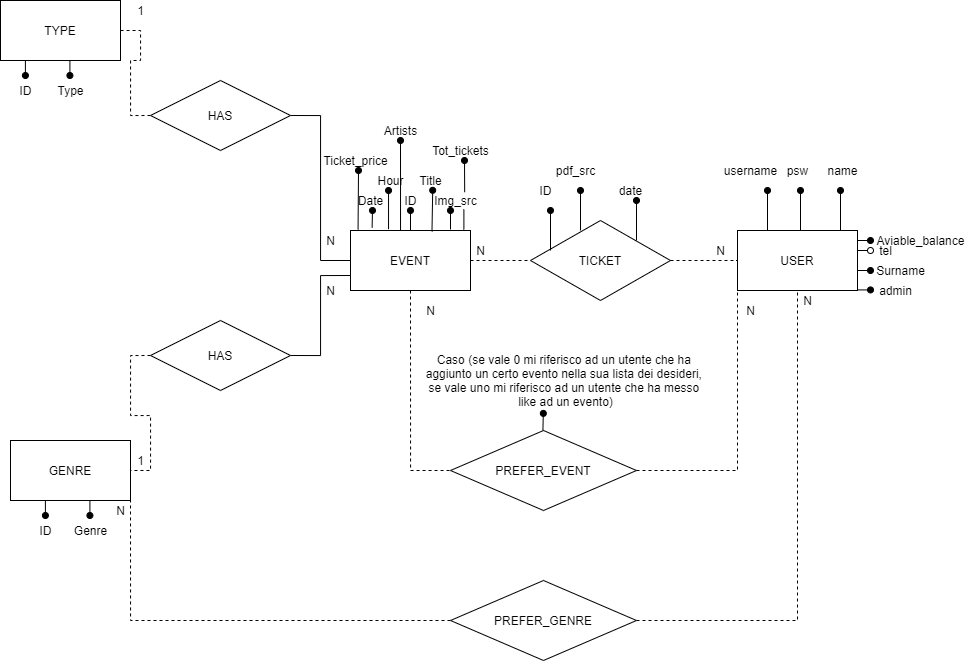 1
TYPE
ID
Type
HAS
Artists
Tot_tickets
Ticket_price
Hour
Title
Date
ID
Img_src
N
EVENT
N
N
N
pdf_src
ID
date
TICKET
N
username
psw
name
USER
Aviable_balance
tel
Surname
admin
N
N
HAS
Caso (se vale 0 mi riferisco ad un utente che ha
aggiunto un certo evento nella sua lista dei desideri,
se vale uno mi riferisco ad un utente che ha messo
like ad un evento)
PREFER_EVENT
1
GENRE
N
ID
Genre
PREFER_GENRE